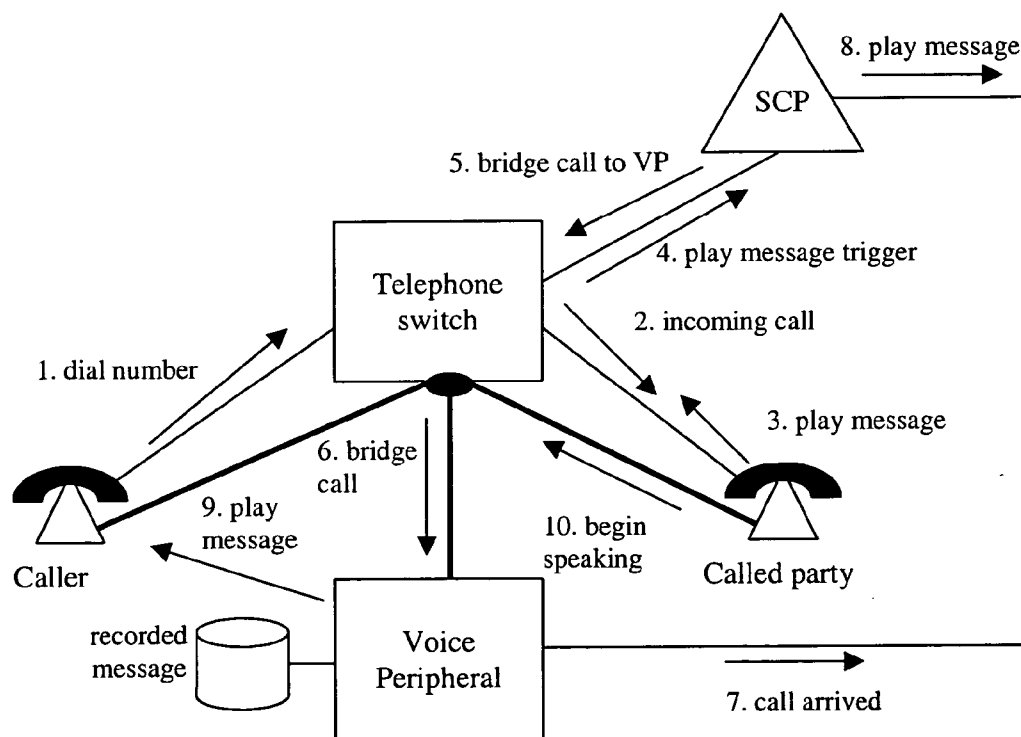 8. play message
SCP
5. bridge call to VP
4. play message trigger
Telephone
switch
2. incoming call
1. dial number
3. play message
6. bridge
call
9. play
message
10. begin
speaking
Caller
Called party
recorded
message
Voice
Peripheral
7. call arrived